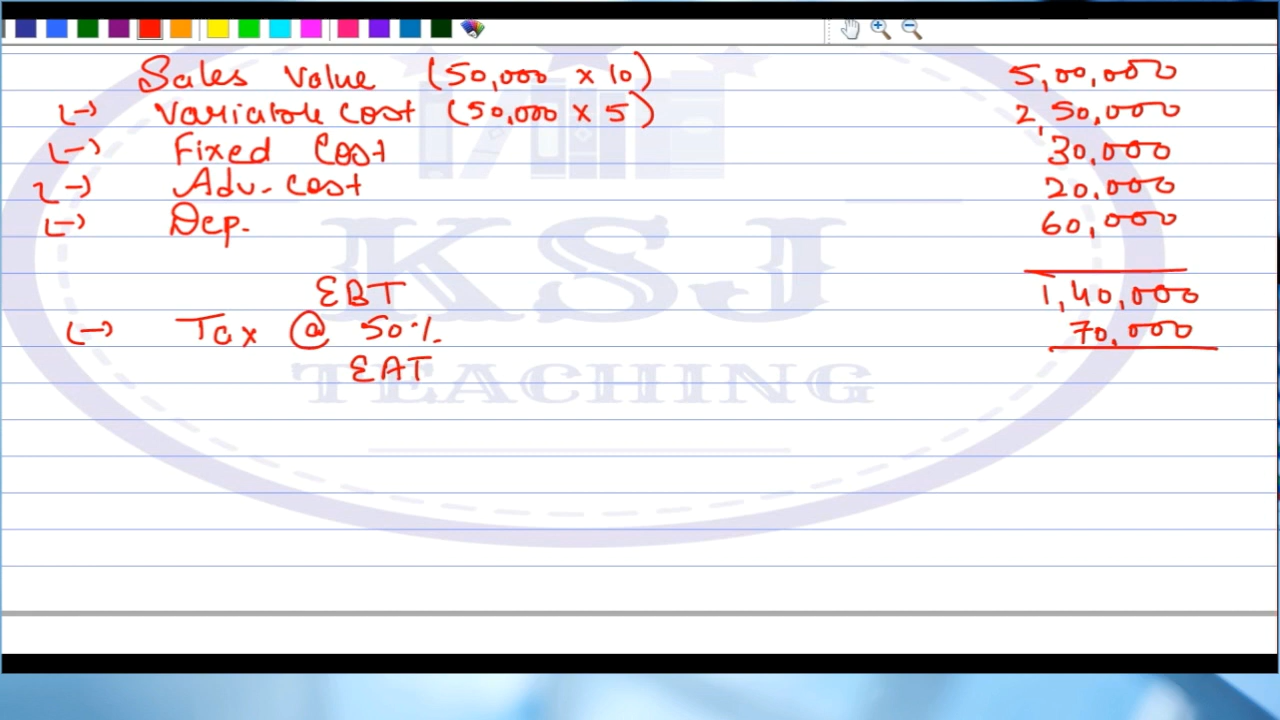 Sales Value (50,000 x 10) 5,00,000
(-) Variable cost (50,000 x 5) 2,50,000
(-) Fixed Cost 30,000
(-) Adv. cost 20,000
(-) Dep. 60,000
EBT 1,40,000
(-) Tax @ 50% 70,000
EAT
KSJ
TEACHING